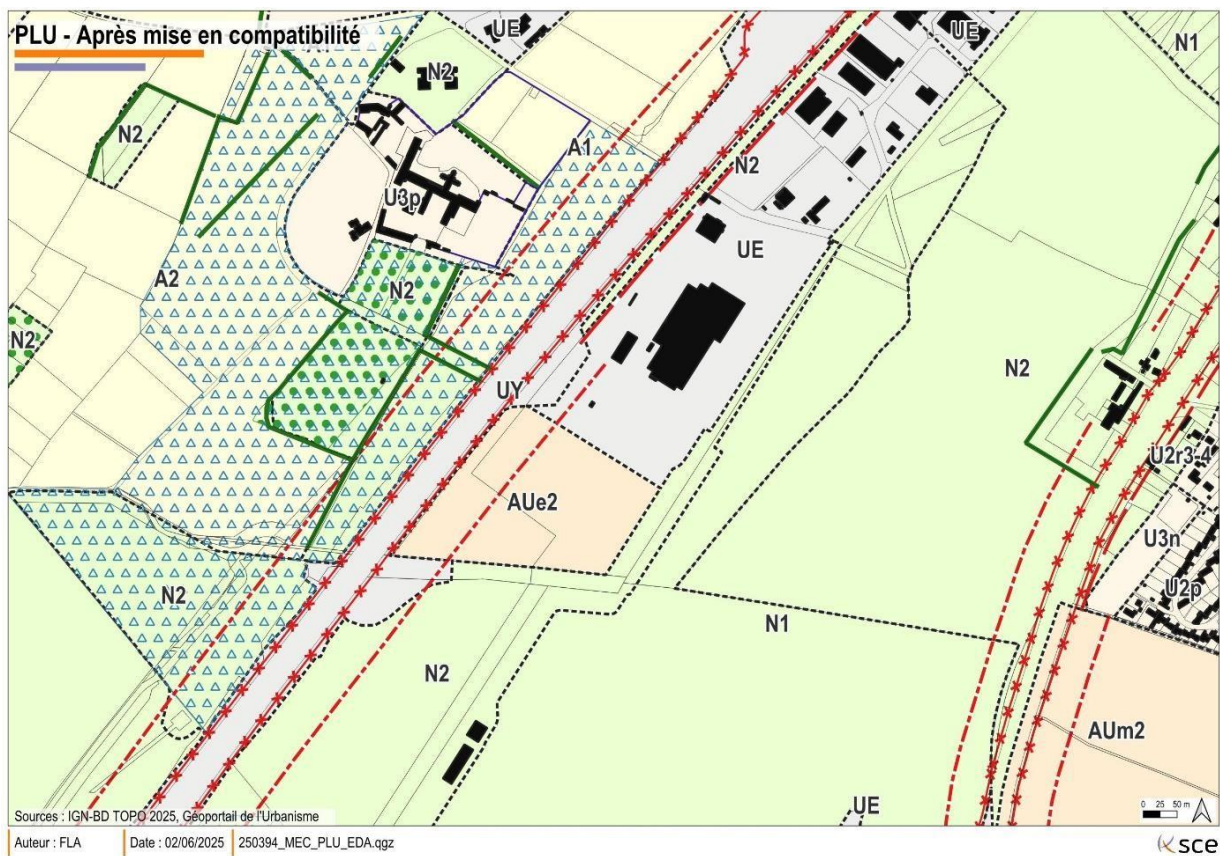 PLU - Après mise en compatibilité
UE
UE
N1
N2
N2
A1
N2
U3p
UE
A2
N2
N2
N2
UY
U2r3-4
AUe2
U3n
U2p
N2
N1
N2
AUm2
UE
0 25 50 m
Sources : IGN-BD TOPO 2025, Géoportail de l'Urbanisme
Auteur : FLA
Date : 02/06/2025
250394_MEC_PLU_EDA.qgz
sce